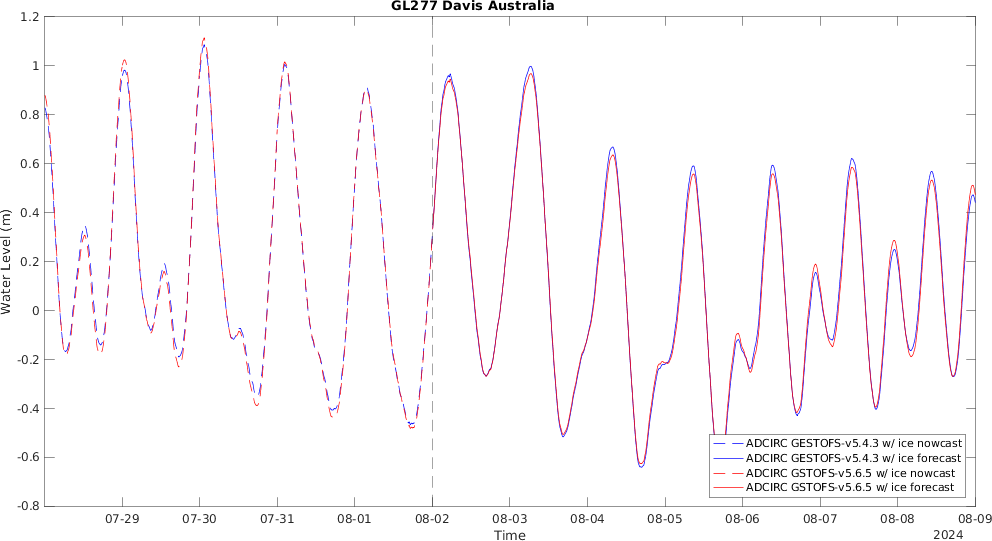 GL277 Davis Australia
1.2
1
0.8
0.6
0.4
0.2
0
-0.2
-0.4
-0.6
-0.8
Water Level (m)
ADCIRC GESTOFS-v5.4.3 w/ ice nowcast
ADCIRC GESTOFS-v5.4.3 w/ ice forecast
ADCIRC GSTOFS-v5.6.5 w/ ice nowcast
ADCIRC GSTOFS-v5.6.5 w/ ice forecast
07-29 07-30 07-31 08-01 08-02 08-03 08-04 08-05 08-06 08-07 08-08 08-09
Time
2024